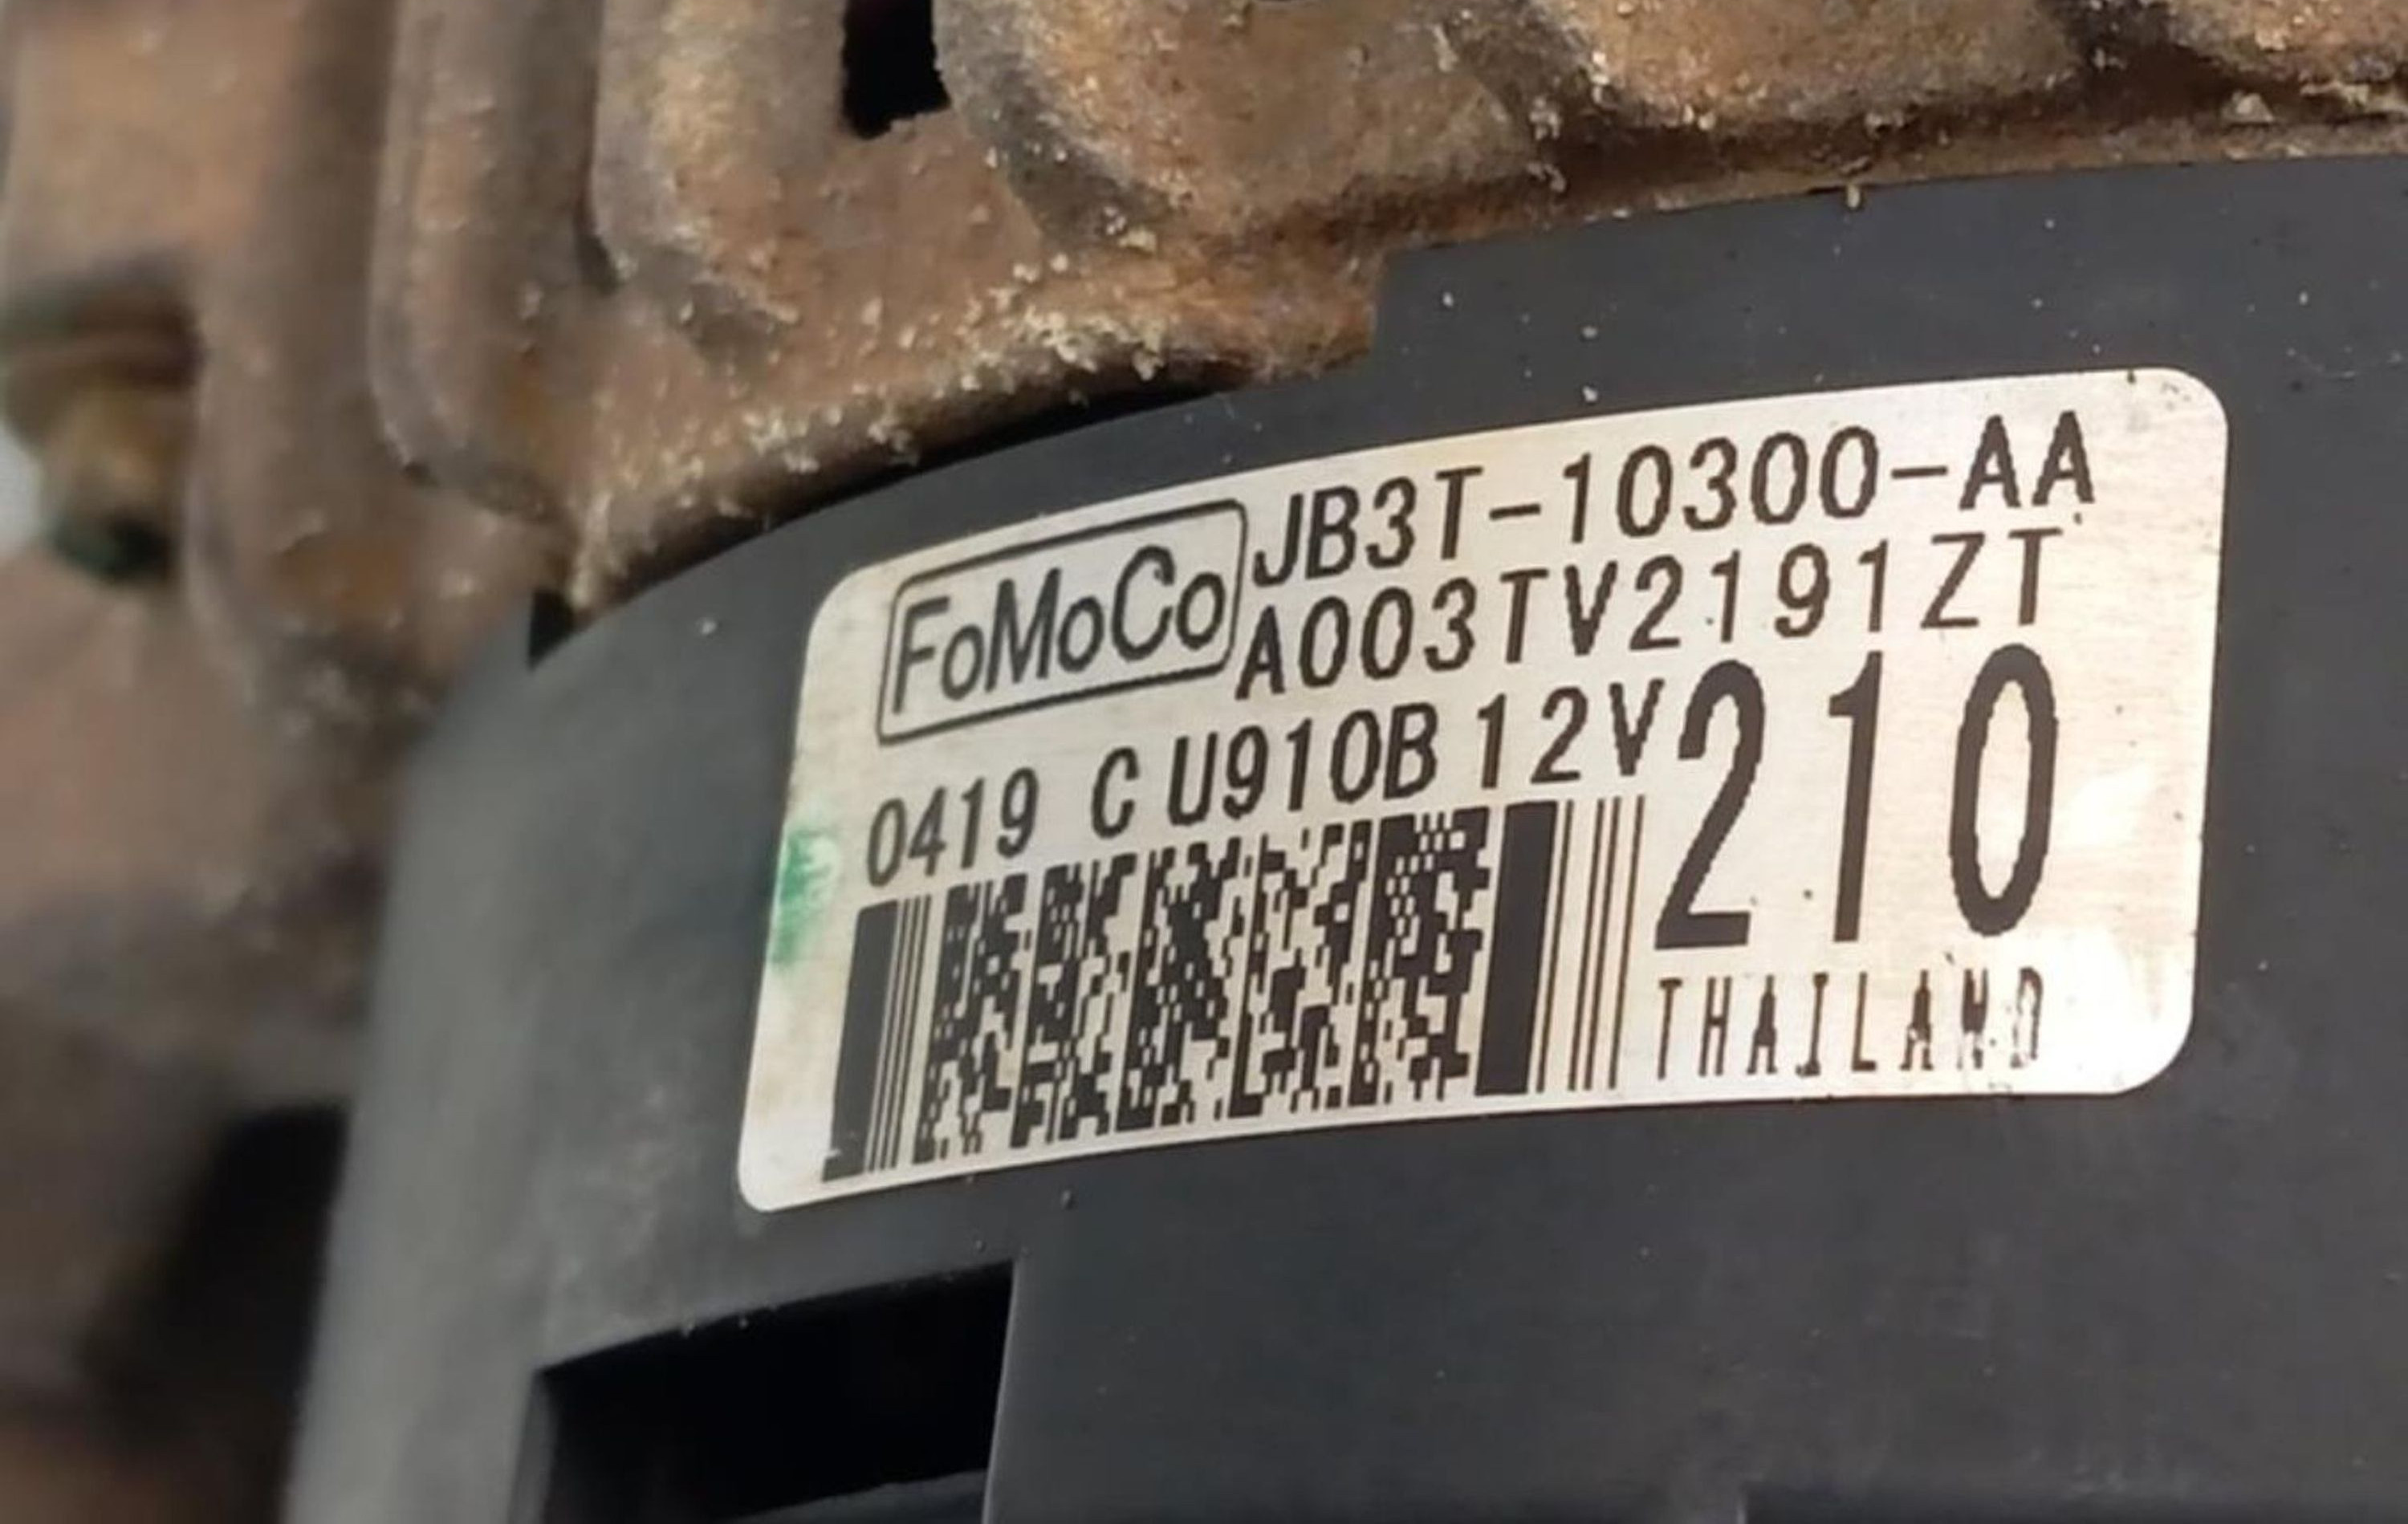 FoMoCo JB3T-10300-AA
A003TV2191ZT
0419 C U910B 12V 210
THAILAND